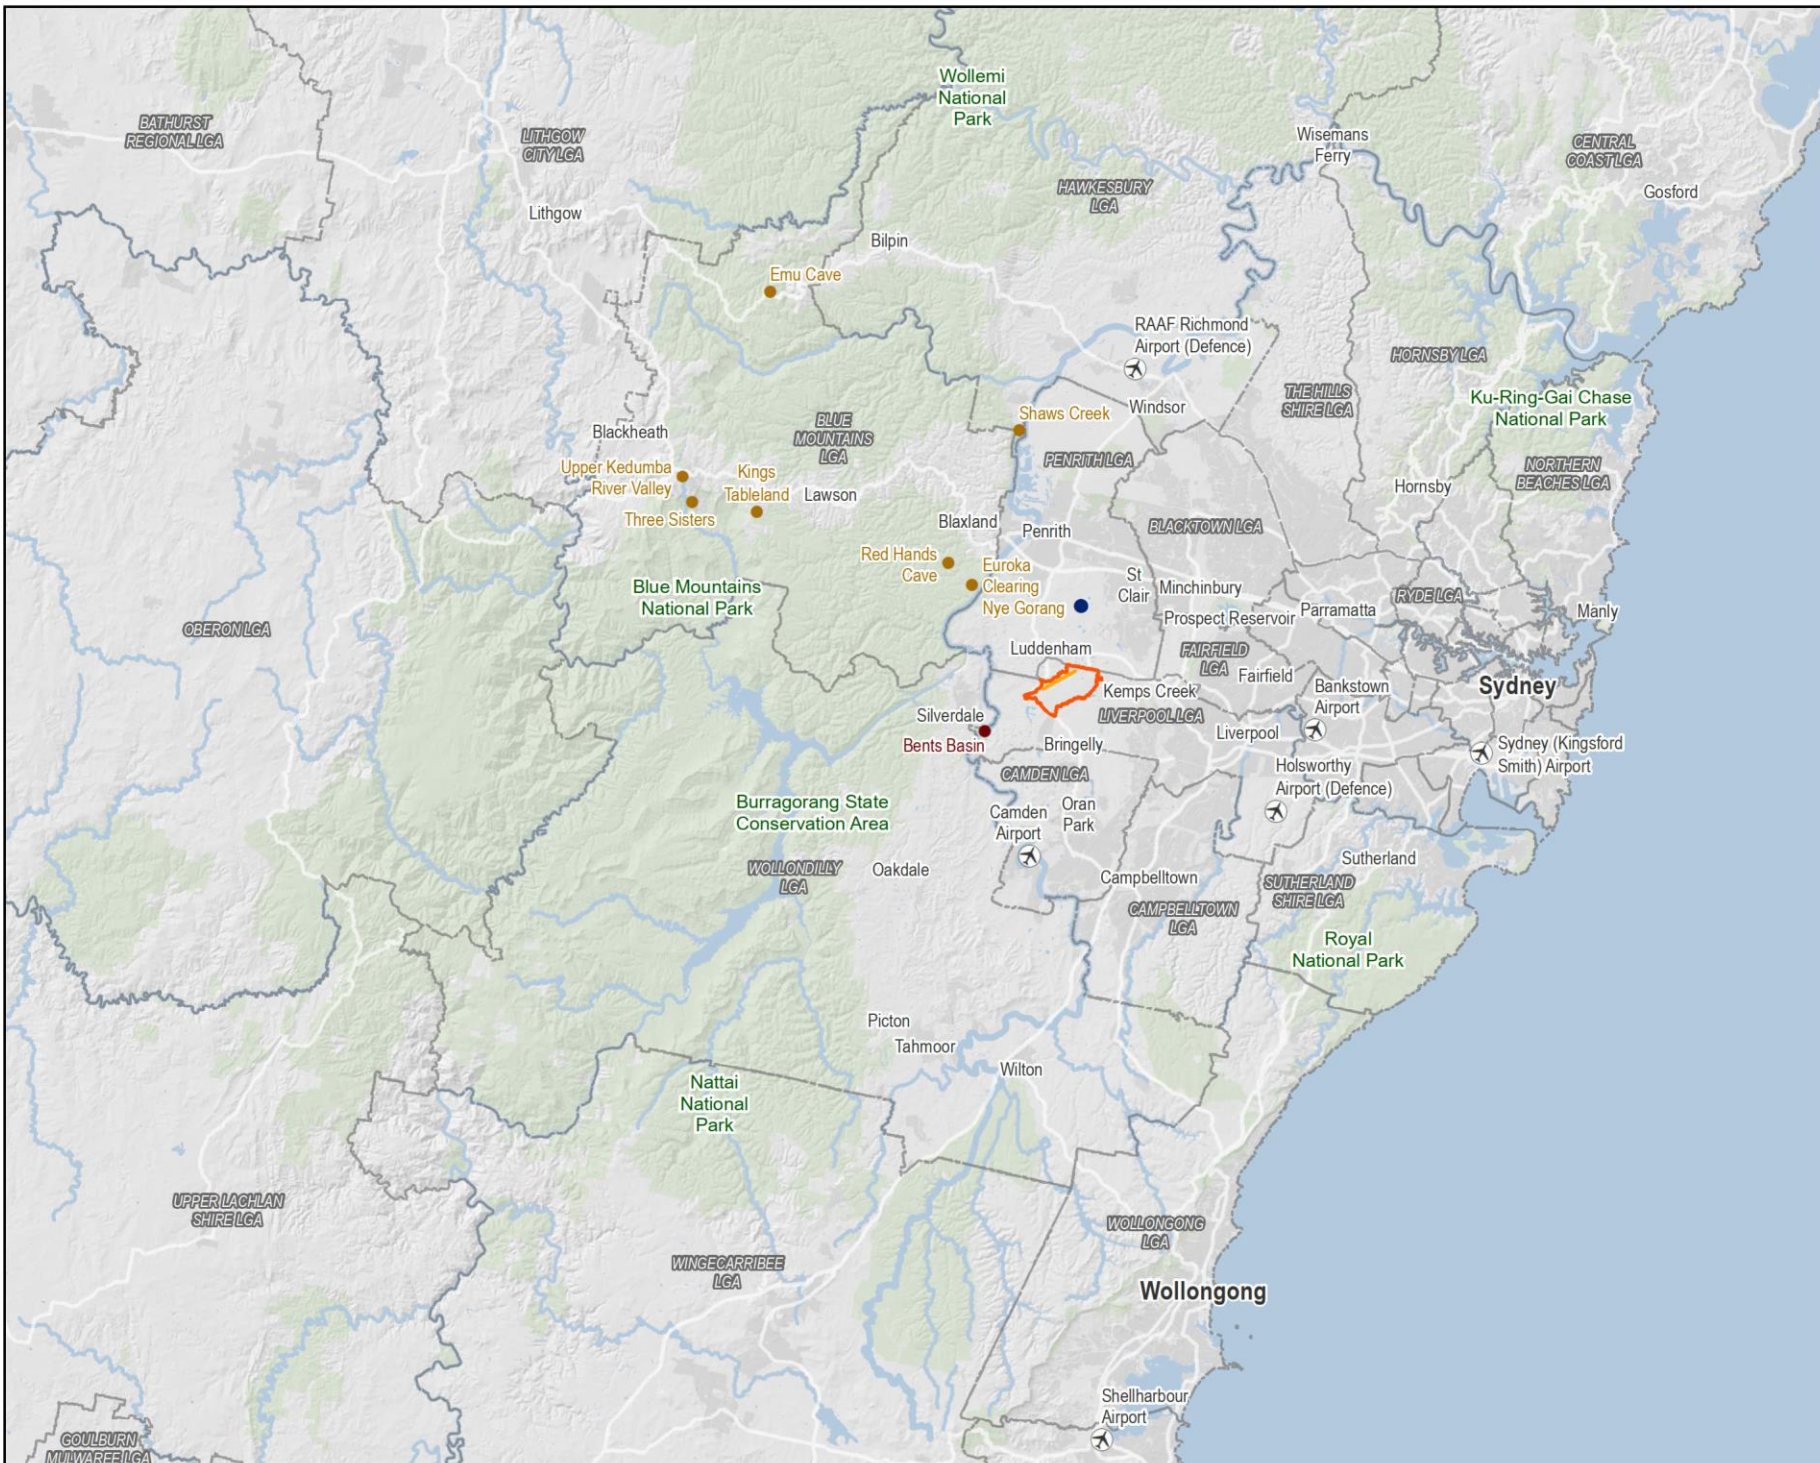 Wollemi
National
Park
BATHURST
REGIONAL LGA
LITHGOW
CITY LGA
Wisemans
Ferry
CENTRAL
COAST LGA
HAWKESBURY
LGA
Gosford
Lithgow
Bilpin
Emu Cave
RAAF Richmond
Airport (Defence)
HORNSBY LGA
THE HILLS
SHIRE LGA
Ku-Ring-Gai Chase
National Park
Shaws Creek
Windsor
Blackheath
BLUE
MOUNTAINS
LGA
PENRITH LGA
NORTHERN
BEACHES LGA
Upper Kedumba
River Valley
Kings
Tableland
Lawson
Hornsby
Three Sisters
Blaxland
Penrith
BLACKTOWN LGA
Red Hands
Cave
Euroka
Clearing
Nye Gorang
St
Clair
Minchinbury
Blue Mountains
National Park
RYDE LGA
Parramatta
Manly
Prospect Reservoir
OBERON LGA
Luddenham
FAIRFIELD
LGA
Fairfield
Kemps Creek
Bankstown
Airport
Sydney
Silverdale
LIVERPOOL LGA
Liverpool
Bents Basin
Bringelly
Sydney (Kingsford
Smith) Airport
CAMDEN LGA
Holsworthy
Airport (Defence)
Burragorang State
Conservation Area
Camden
Airport
Oran
Park
WOLLONDILLY
LGA
Oakdale
Sutherland
Campbelltown
SUTHERLAND
SHIRE LGA
CAMPBELLTOWN
LGA
Royal
National Park
Picton
Tahmoor
Wilton
Nattai
National
Park
UPPER LACHLAN
SHIRE LGA
WOLLONGONG
LGA
WINGECARRIBEE
LGA
Wollongong
Shellharbour
Airport
GOULBURN
MULWAREE LGA